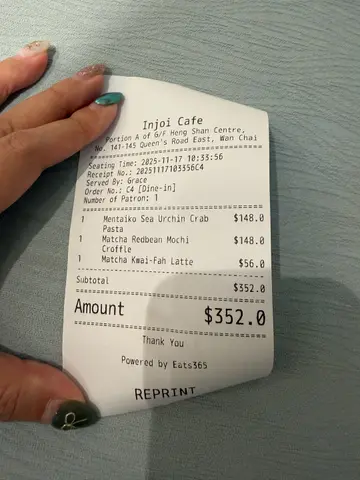 Injoi Cafe
Portion A of G/F Heng Shan Centre,
No. 141-145 Queen's Road East, Wan Chai
Seating Time: 2025-11-17 10:33:56
Receipt No.: 20251117103356C4
Served By: Grace
Order No.: C4 [Dine-in]
Number of Patron: 1
1 Mentaiko Sea Urchin Crab $148.0
Pasta
1 Matcha Redbean Mochi $148.0
Croffle
1 Matcha Kwai-Fah Latte $56.0
Subtotal $352.0
Amount $352.0
Thank You
Powered by Eats365
REPRINT